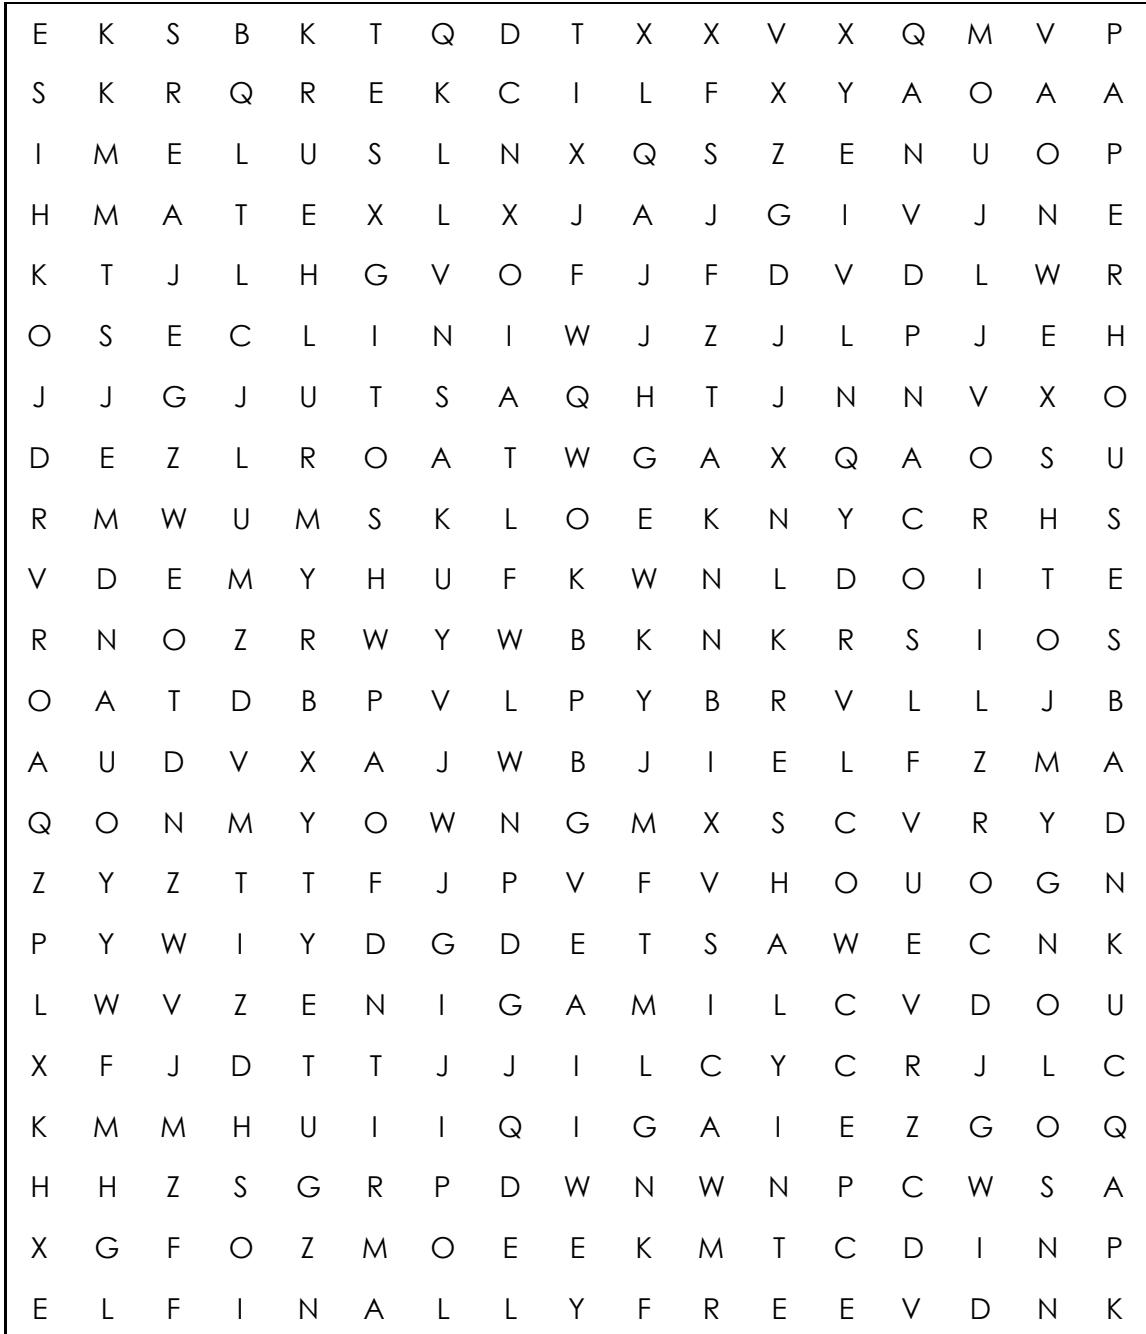 E K S B K T Q D T X X V X Q M V P
S K R Q R E K C I L F X Y A O A A
I M E L U S L N X Q S Z E N U O P
H M A T E X L X J A J G I V J N E
K T J L H G V O F J F D V D L W R
O S E C L I N I W J Z J L P J E H
J J G J U T S A Q H T J N N V X O
D E Z L R O A T W G A X Q A O S U
R M W U M S K L O E K N Y C R H S
V D E M Y H U F K W N L D O I T E
R N O Z R W Y W B K N K R S I O S
O A T D B P V L P Y B R V L L J B
A U D V X A J W B J I E L F Z M A
Q O N M Y O W N G M X S C V R Y D
Z Y Z T T F J P V F V H O U O G N
P Y W I Y D G D E T S A W E C N K
L W V Z E N I G A M I L C V D O U
X F J D T T J J I L C Y C R J L C
K M M H U I I Q I G A I E Z G O Q
H H Z S G R P D W N W N P C W S A
X G F O Z M O E E K M T C D I N P
E L F I N A L L Y F R E E V D N K